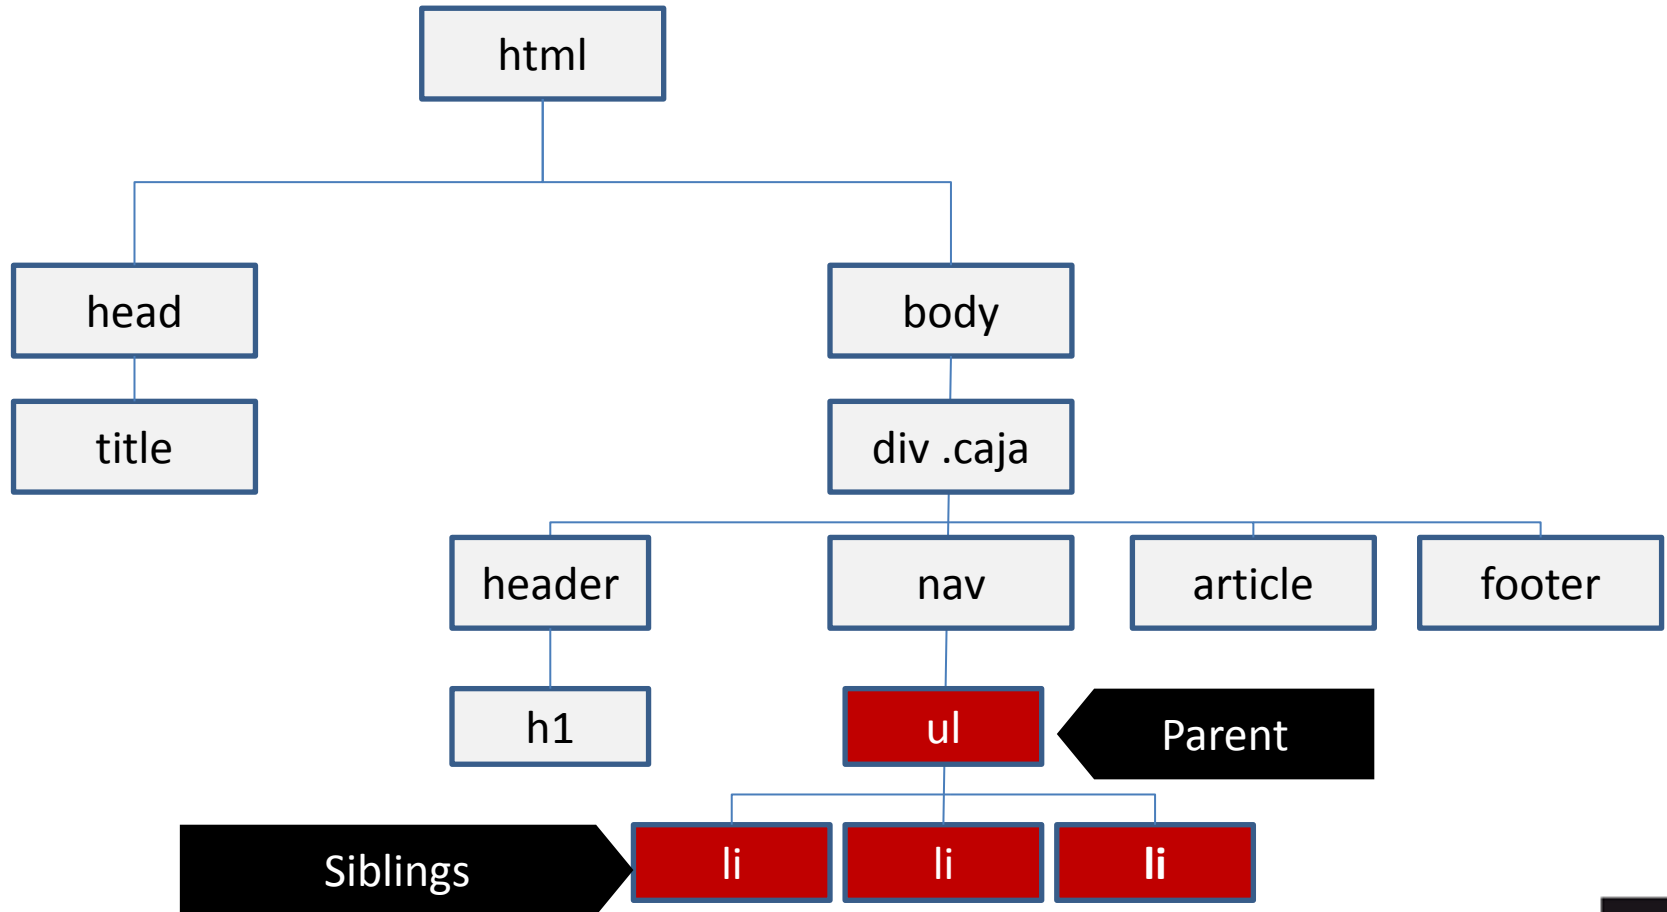 html
head
body
title
div .caja
header
nav
article
footer
h1
ul
Parent
Siblings
li
li
li